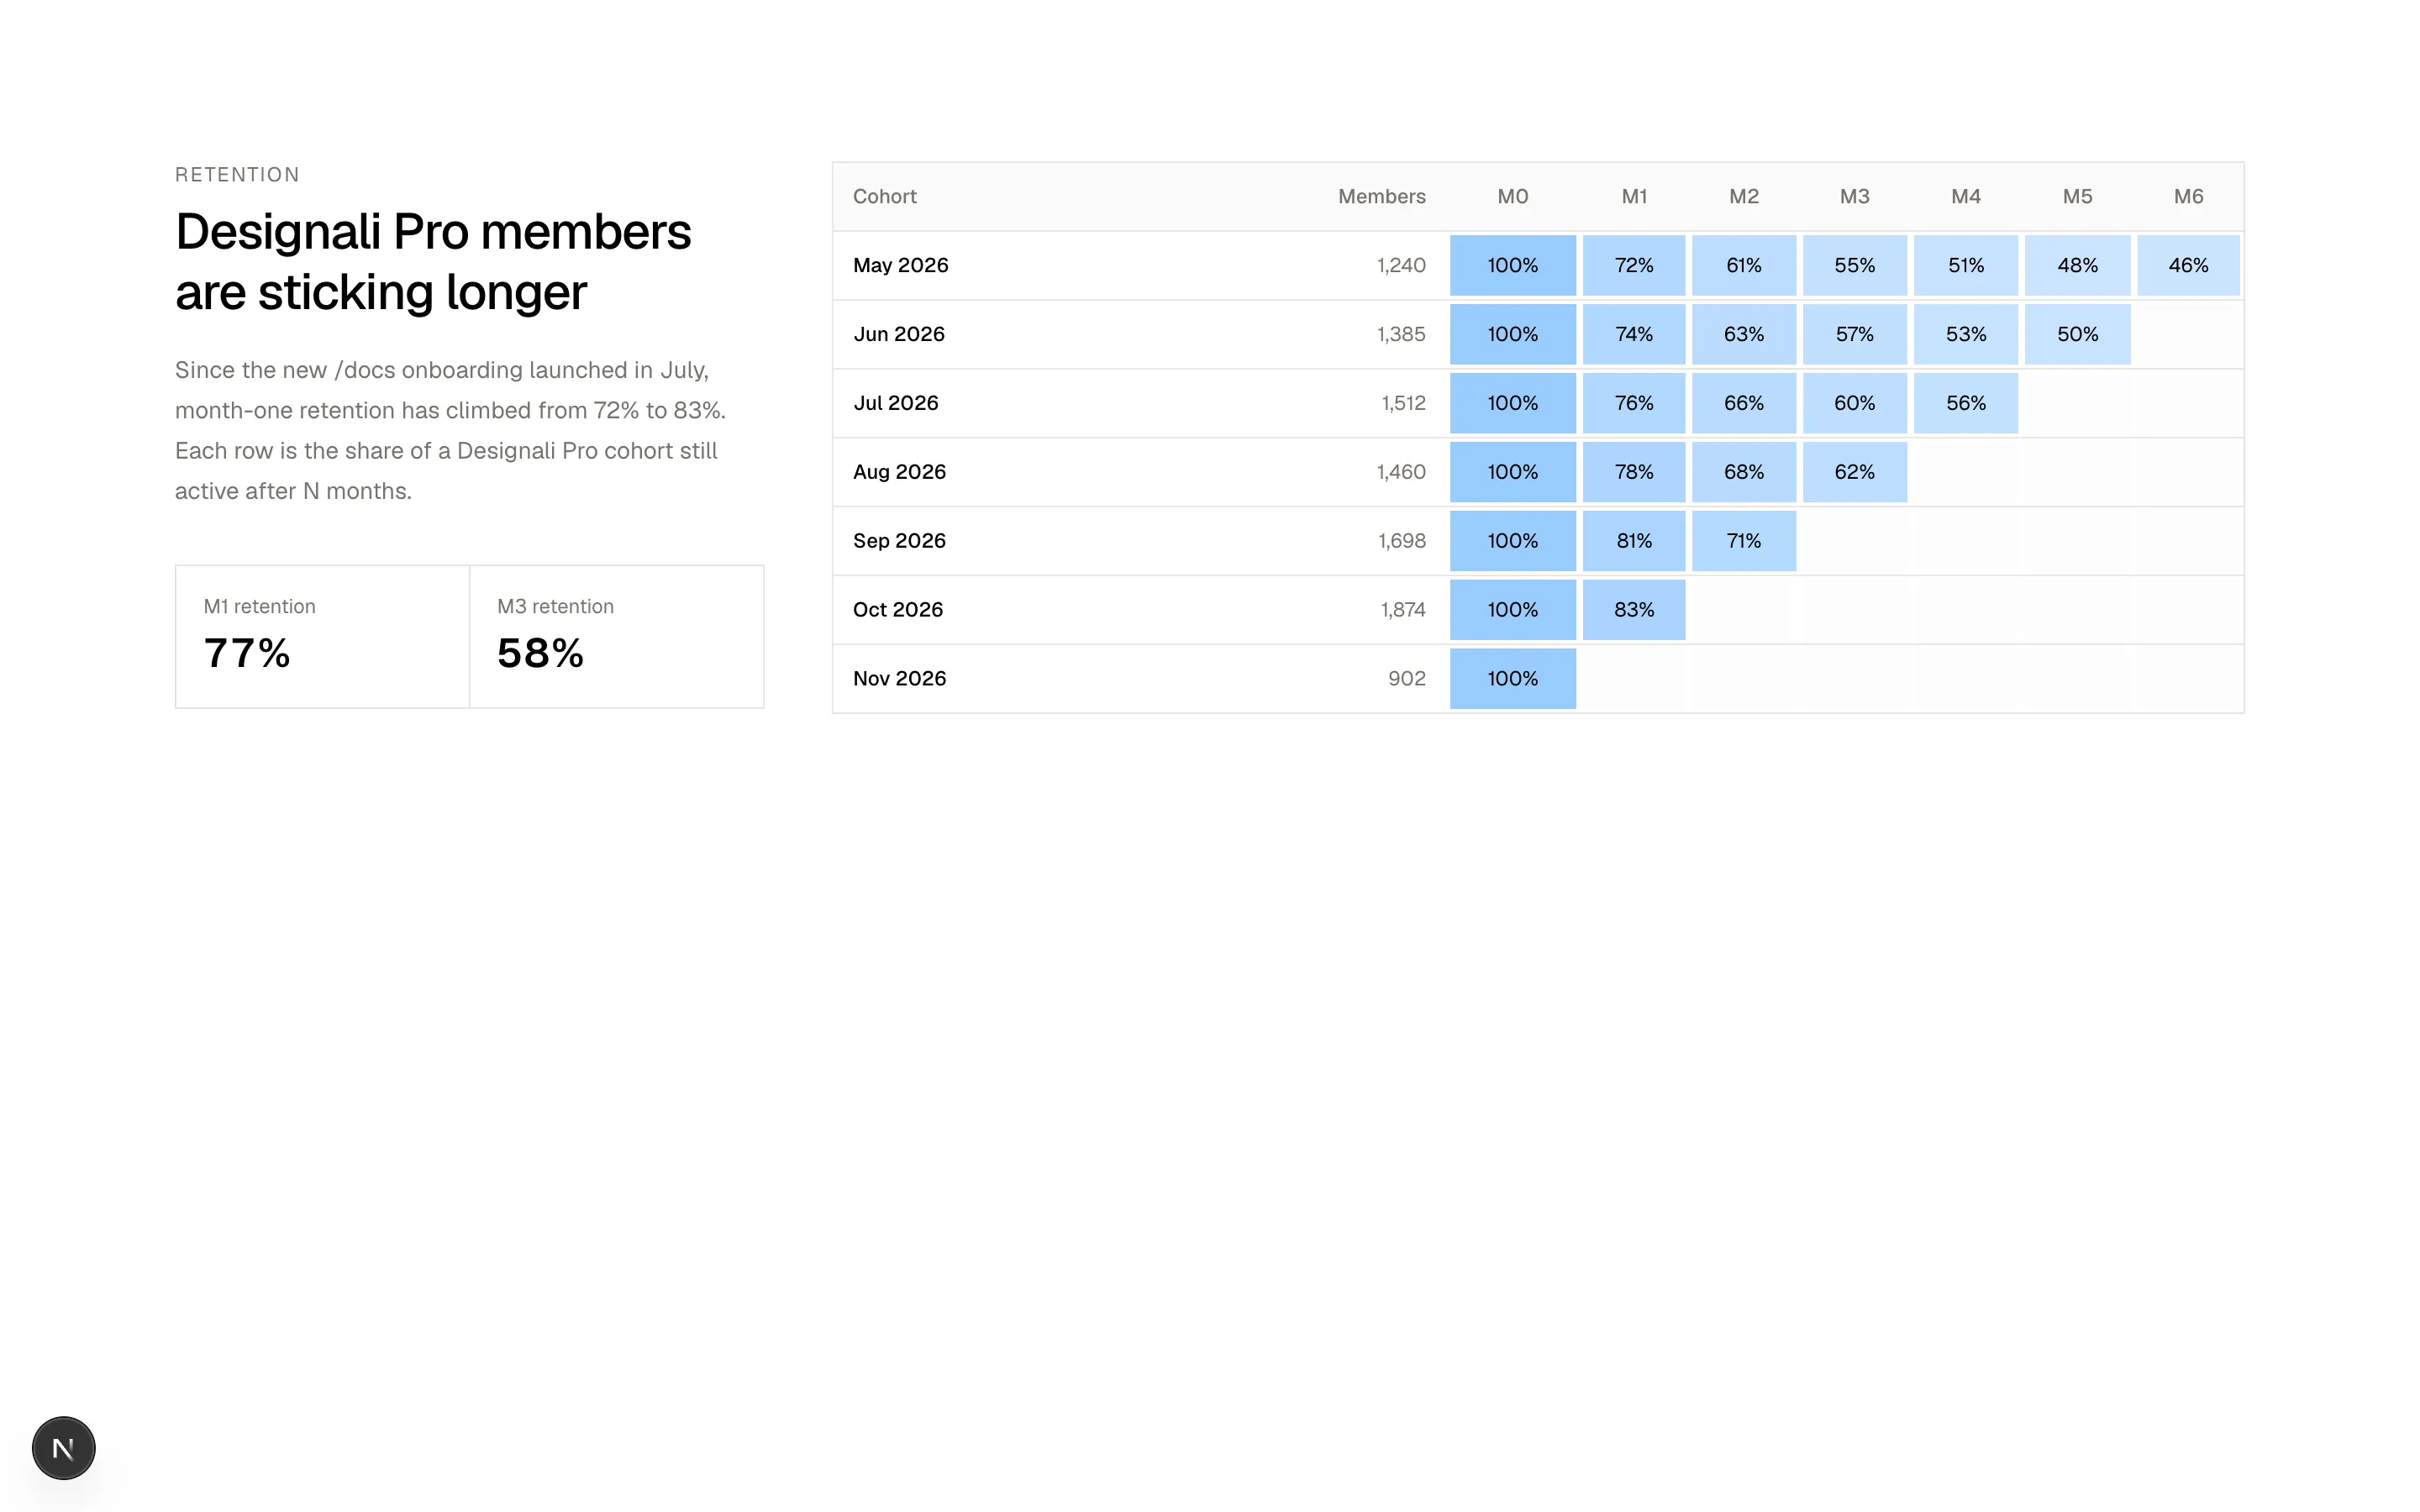 RETENTION
Designali Pro members
are sticking longer
Since the new /docs onboarding launched in July,
month-one retention has climbed from 72% to 83%.
Each row is the share of a Designali Pro cohort still
active after N months.
M1 retention
77%
M3 retention
58%
Cohort Members M0 M1 M2 M3 M4 M5 M6
May 2026 1,240 100% 72% 61% 55% 51% 48% 46%
Jun 2026 1,385 100% 74% 63% 57% 53% 50%
Jul 2026 1,512 100% 76% 66% 60% 56%
Aug 2026 1,460 100% 78% 68% 62%
Sep 2026 1,698 100% 81% 71%
Oct 2026 1,874 100% 83%
Nov 2026 902 100%
N